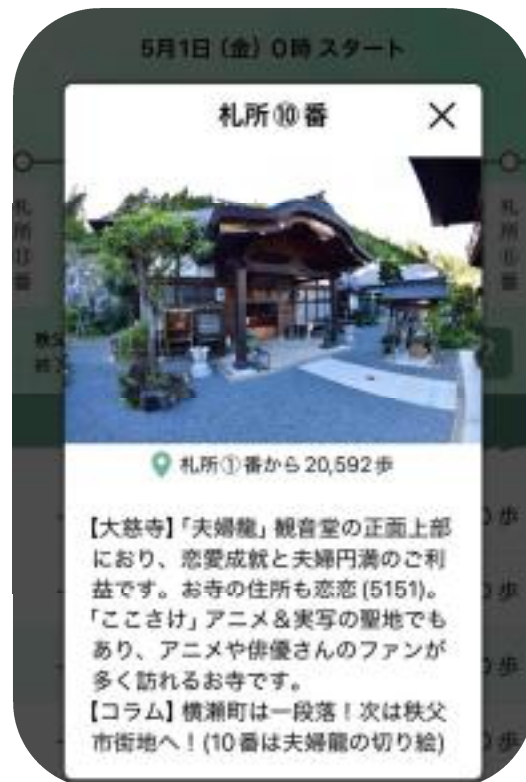 5月1日（金）0時 スタート
札所⑩番
札所①番から20,592歩
【大慈寺】「夫婦龍」観音堂の正面上部
におり、恋愛成就と夫婦円満のご利
益です。お寺の住所も恋恋(5151)。
「ここさけ」アニメ＆実写の聖地でも
あり、アニメや俳優さんのファンが
多く訪れるお寺です。
【コラム】横瀬町は一段落！次は秩父
市街地へ！(10番は夫婦龍の切り絵)